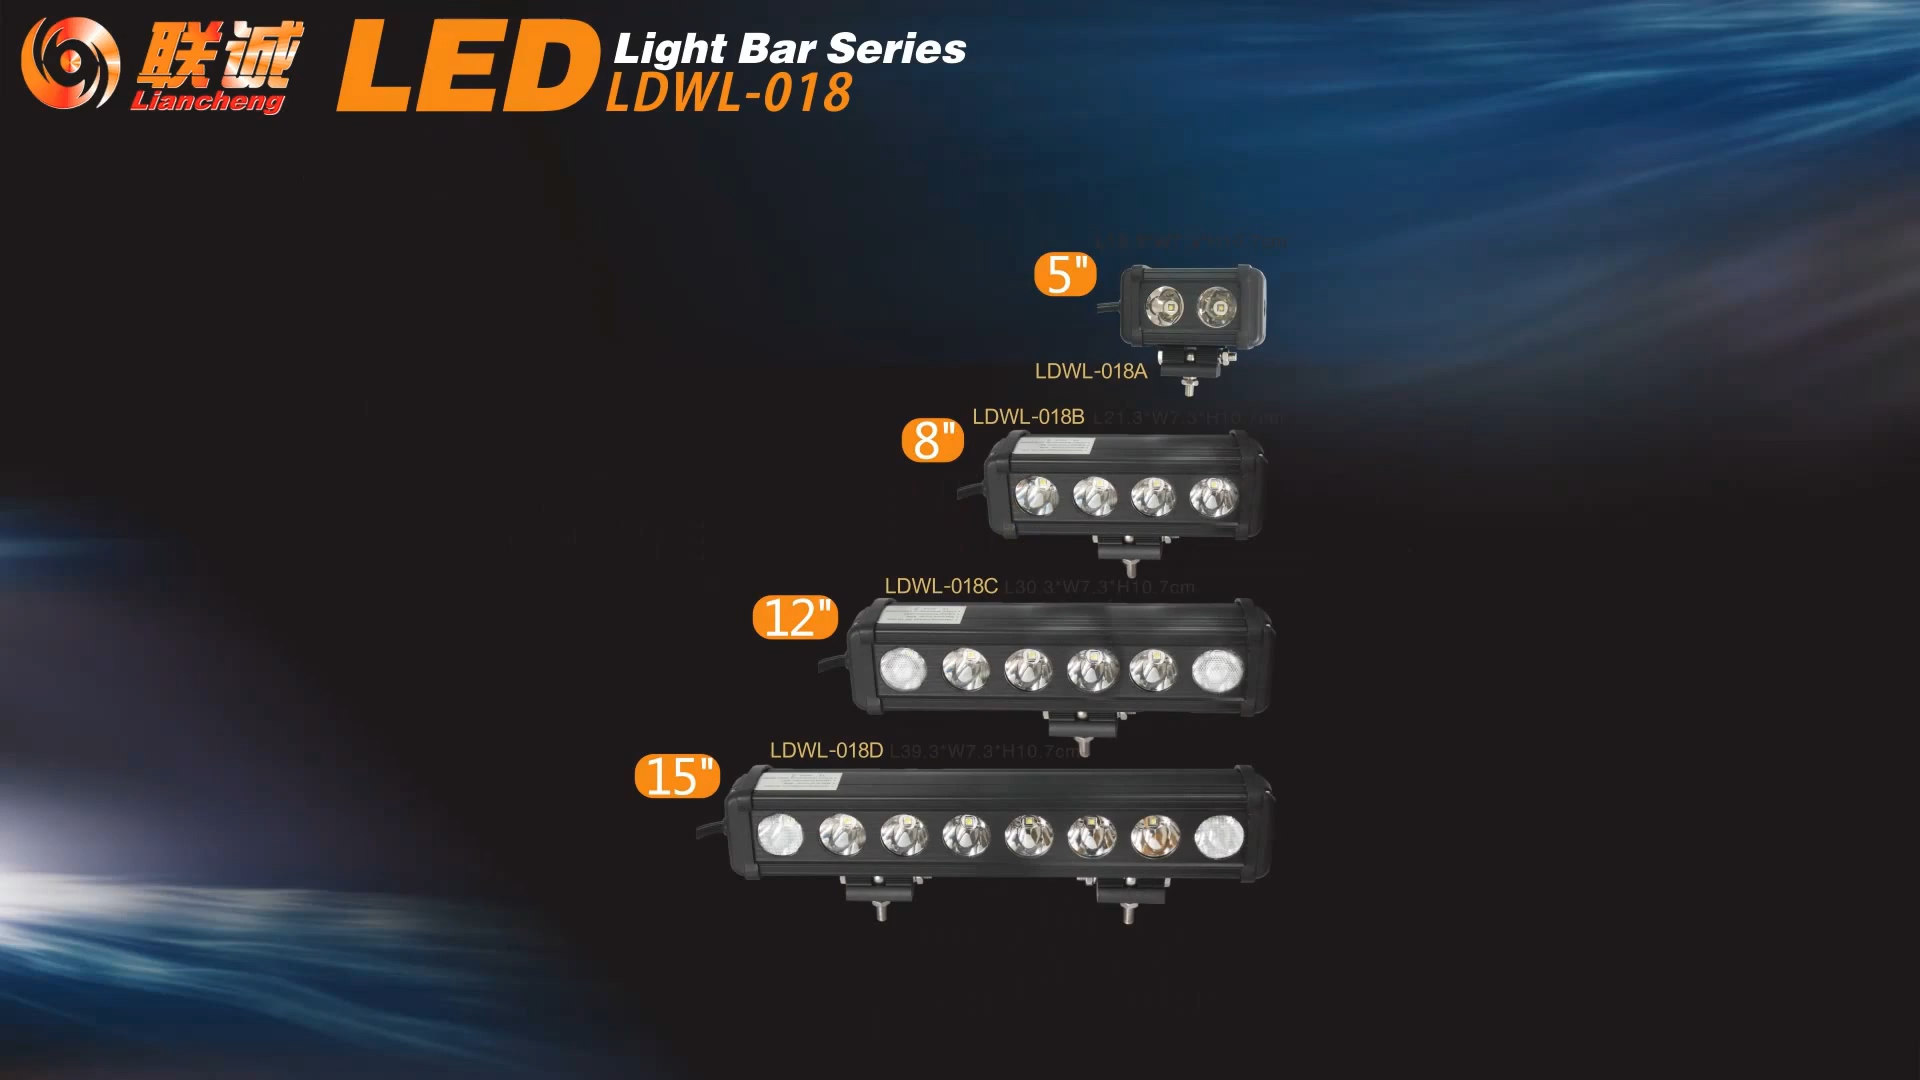 联诚
Liancheng
LED
Light Bar Series
LDWL-018
5"
LDWL-018A
LDWL-018B L21.3*W7.3*H10.7cm
8"
LDWL-018C L30.3*W7.3*H10.7cm
12"
LDWL-018D L39.3*W7.3*H10.7cm
15"